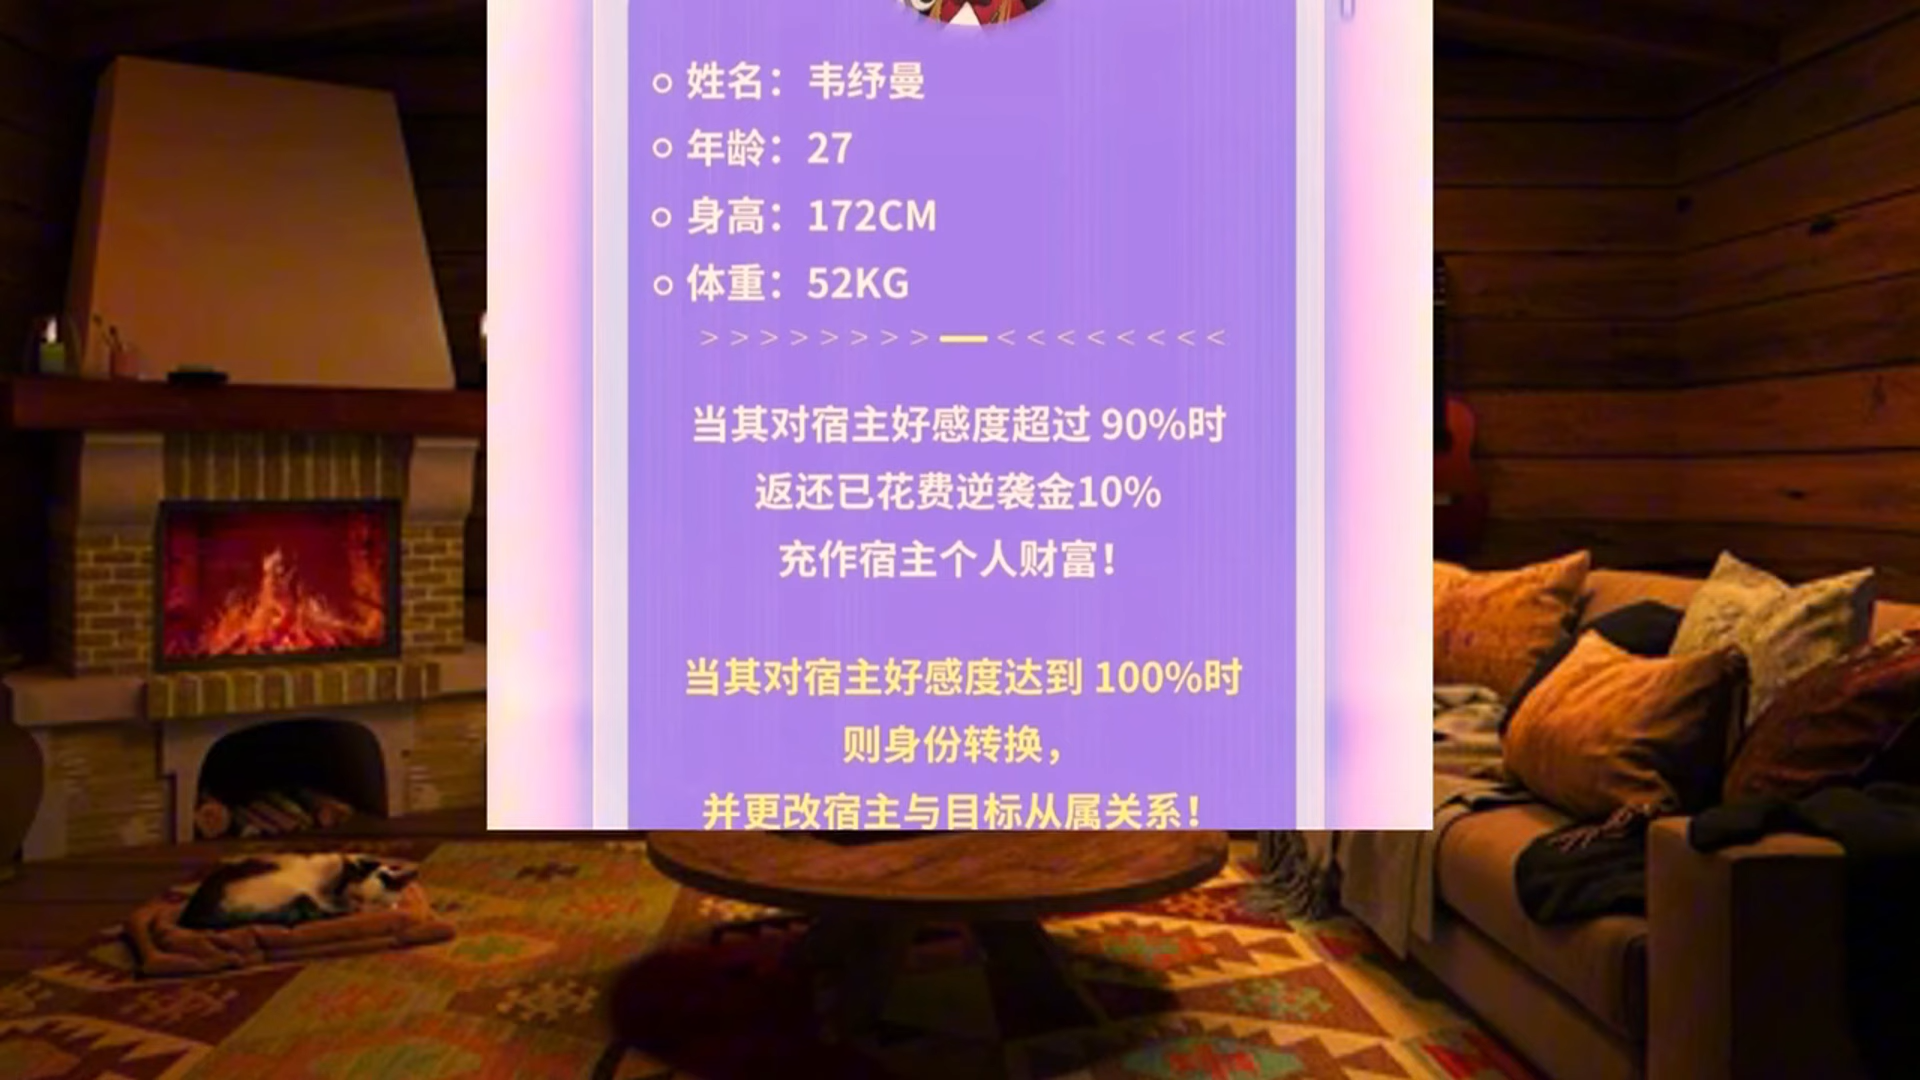 姓名：韦纾曼
年龄：27
身高：172CM
体重：52KG
>>>>>>>>—<<<<<<<<
当其对宿主好感度超过 90%时
返还已花费逆袭金10%
充作宿主个人财富！
当其对宿主好感度达到 100%时
则身份转换，
并更改宿主与目标从属关系！